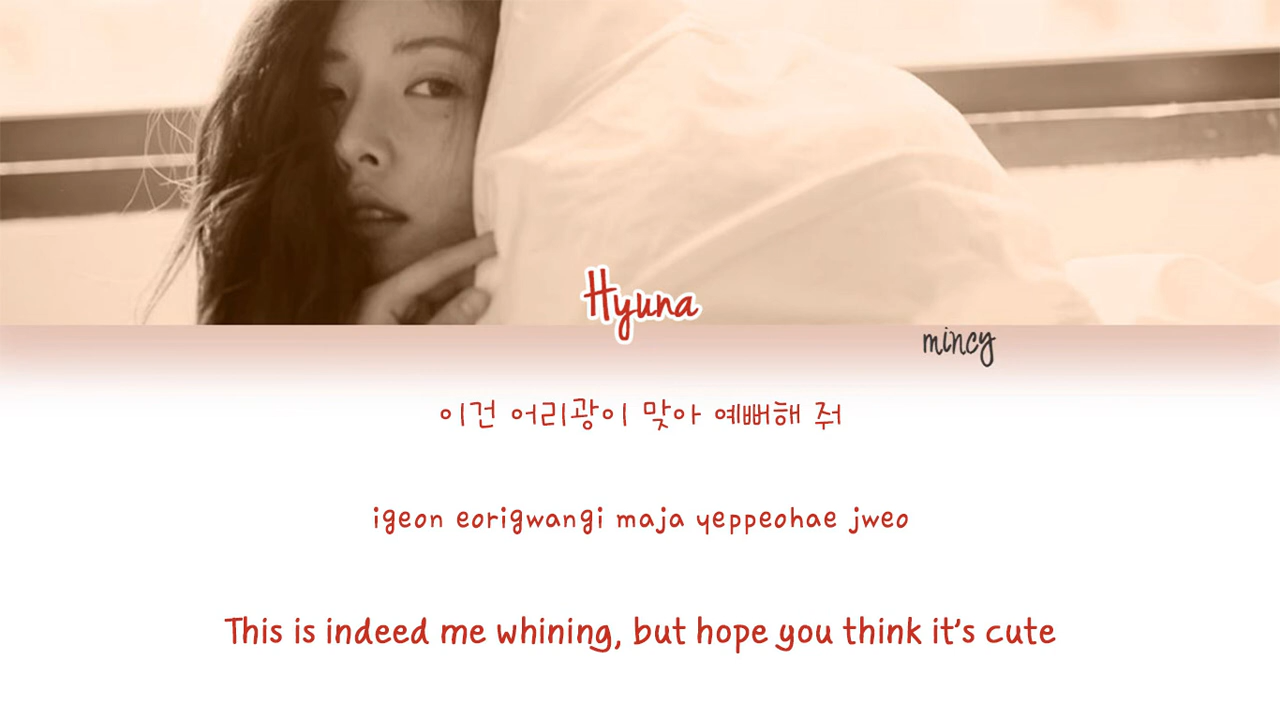 Hyuna
mincy
이건 어리광이 맞아 예뻐해 줘
igeon eorigwangi maja yeppeohae jweo
This is indeed me whining, but hope you think it's cute